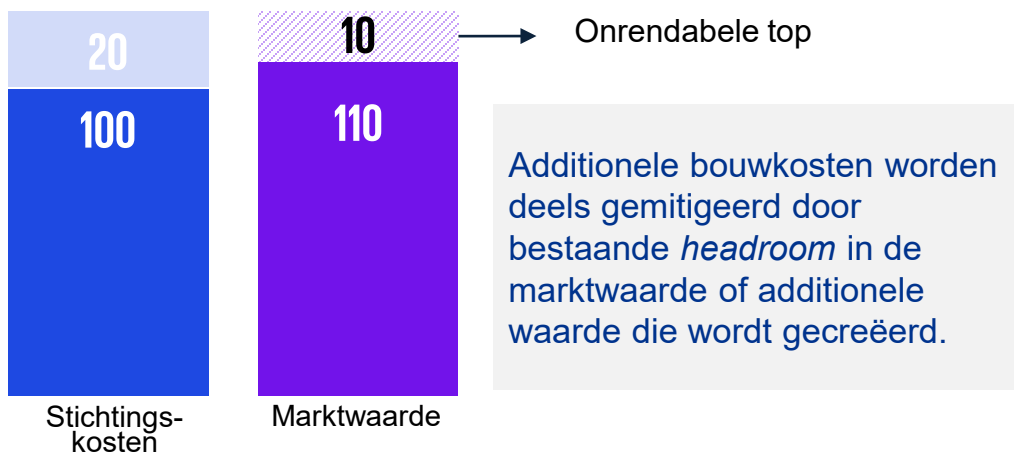 20
100
Stichtings-
kosten
10
110
Marktwaarde
Onrendabele top
Additionele bouwkosten worden
deels gemitigeerd door
bestaande headroom in de
marktwaarde of additionele
waarde die wordt gecreëerd.